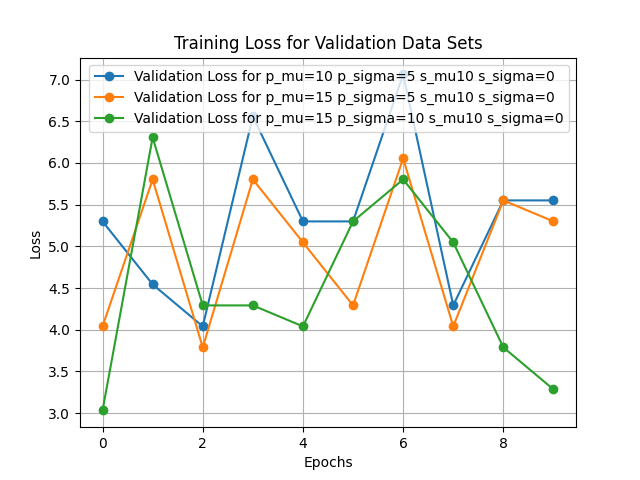 Training Loss for Validation Data Sets
Validation Loss for p_mu=10 p_sigma=5 s_mu10 s_sigma=0
Validation Loss for p_mu=15 p_sigma=5 s_mu10 s_sigma=0
Validation Loss for p_mu=15 p_sigma=10 s_mu10 s_sigma=0
7.0
6.5
6.0
5.5
5.0
4.5
4.0
3.5
3.0
Loss
0 2 4 6 8
Epochs